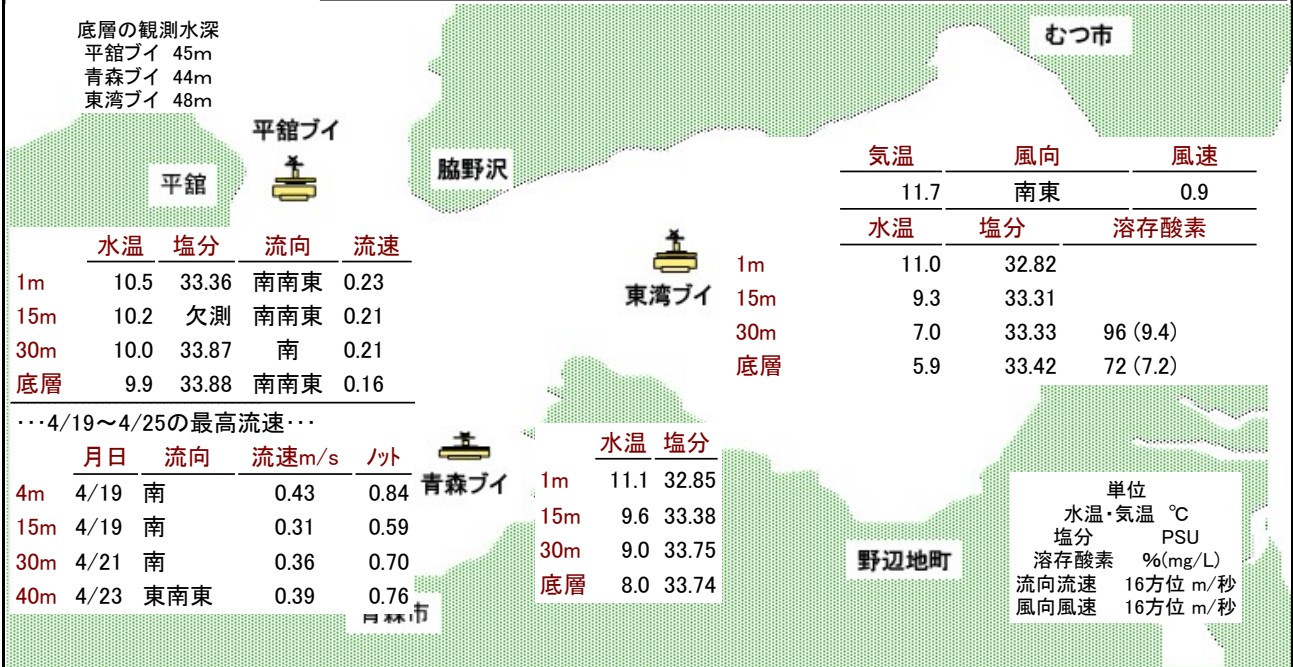 底層の観測水深
平舘ブイ 45m
青森ブイ 44m
東湾ブイ 48m
むつ市
平舘ブイ
平舘
脇野沢
気温 風向 風速
11.7 南東 0.9
水温 塩分 溶存酸素
1m 11.0 32.82
15m 9.3 33.31
30m 7.0 33.33 96 (9.4)
底層 5.9 33.42 72 (7.2)
東湾ブイ
水温 塩分 流向 流速
1m 10.5 33.36 南南東 0.23
15m 10.2 欠測 南南東 0.21
30m 10.0 33.87 南 0.21
底層 9.9 33.88 南南東 0.16
…4/19～4/25の最高流速…
月日 流向 流速m/s ノット
4m 4/19 南 0.43 0.84
15m 4/19 南 0.31 0.59
30m 4/21 南 0.36 0.70
40m 4/23 東南東 0.39 0.76
青森ブイ
水温 塩分
1m 11.1 32.85
15m 9.6 33.38
30m 9.0 33.75
底層 8.0 33.74
青森市
野辺地町
単位
水温・気温 ℃
塩分 PSU
溶存酸素 %(mg/L)
流向流速 16方位 m/秒
風向風速 16方位 m/秒